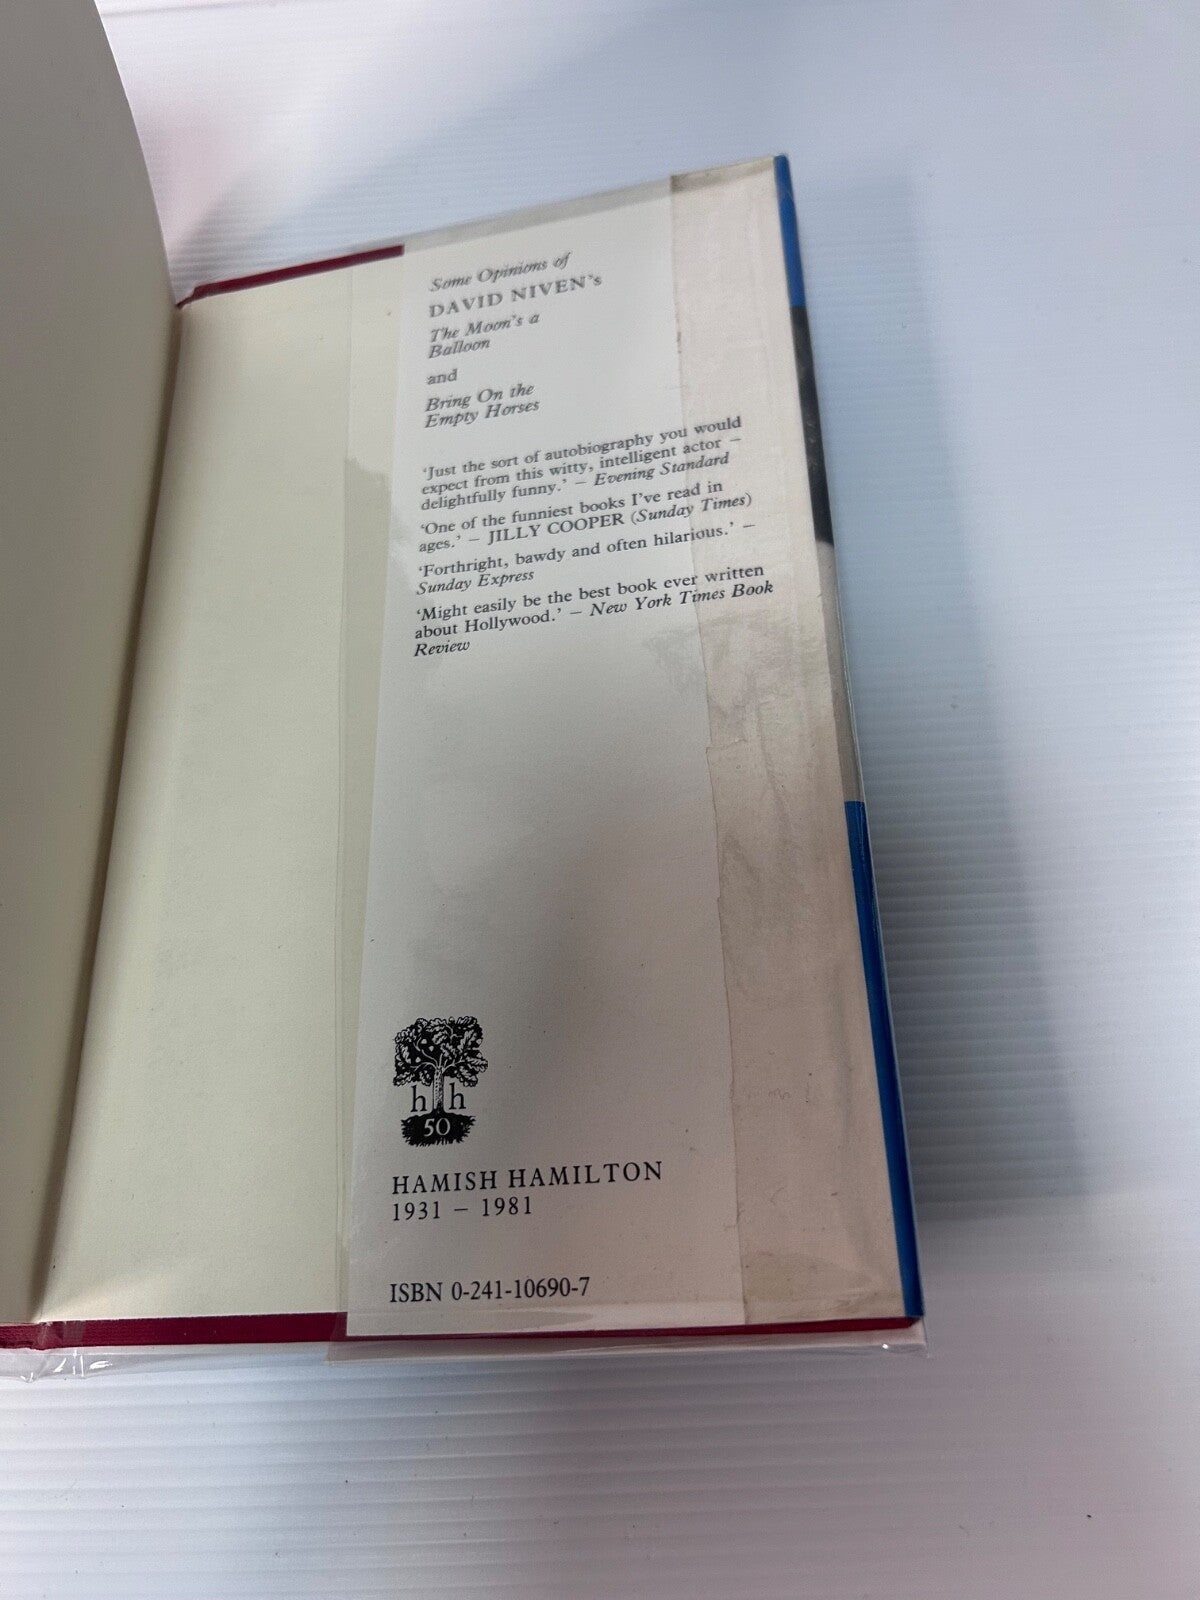 Some Opinions of
DAVID NIVEN's
The Moon's a
Balloon
and
Bring On the
Empty Horses
'Just the sort of autobiography you would
expect from this witty, intelligent actor –
delightfully funny.' – Evening Standard
'One of the funniest books I've read in
ages.' – JILLY COOPER (Sunday Times)
'Forthright, bawdy and often hilarious.' –
Sunday Express
'Might easily be the best book ever written
about Hollywood.' – New York Times Book
Review
h h
50
HAMISH HAMILTON
1931 – 1981
ISBN 0-241-10690-7